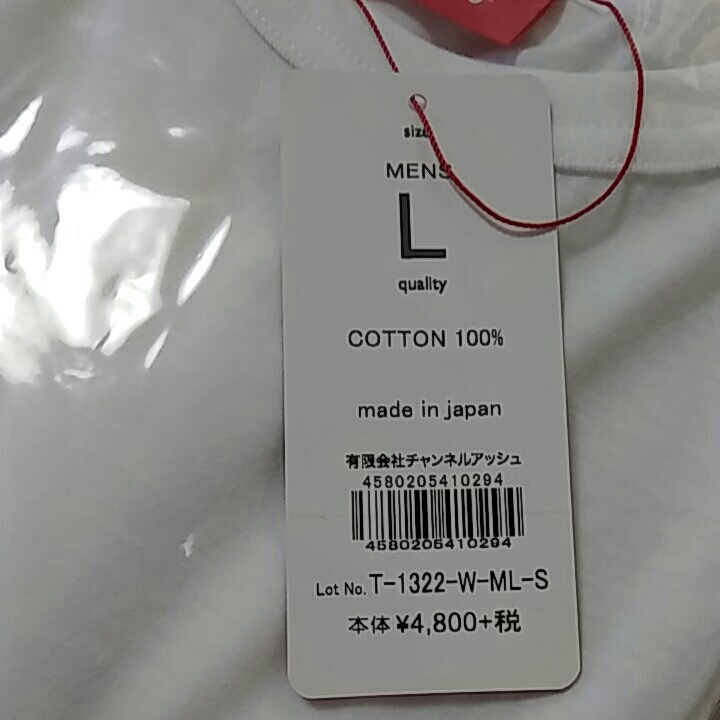 size
MENS
L
quality
COTTON 100%
made in japan
有限会社チャンネルアッシュ
4580205410294
4580205410294
Lot No. T-1322-W-ML-S
本体 ¥4,800+税